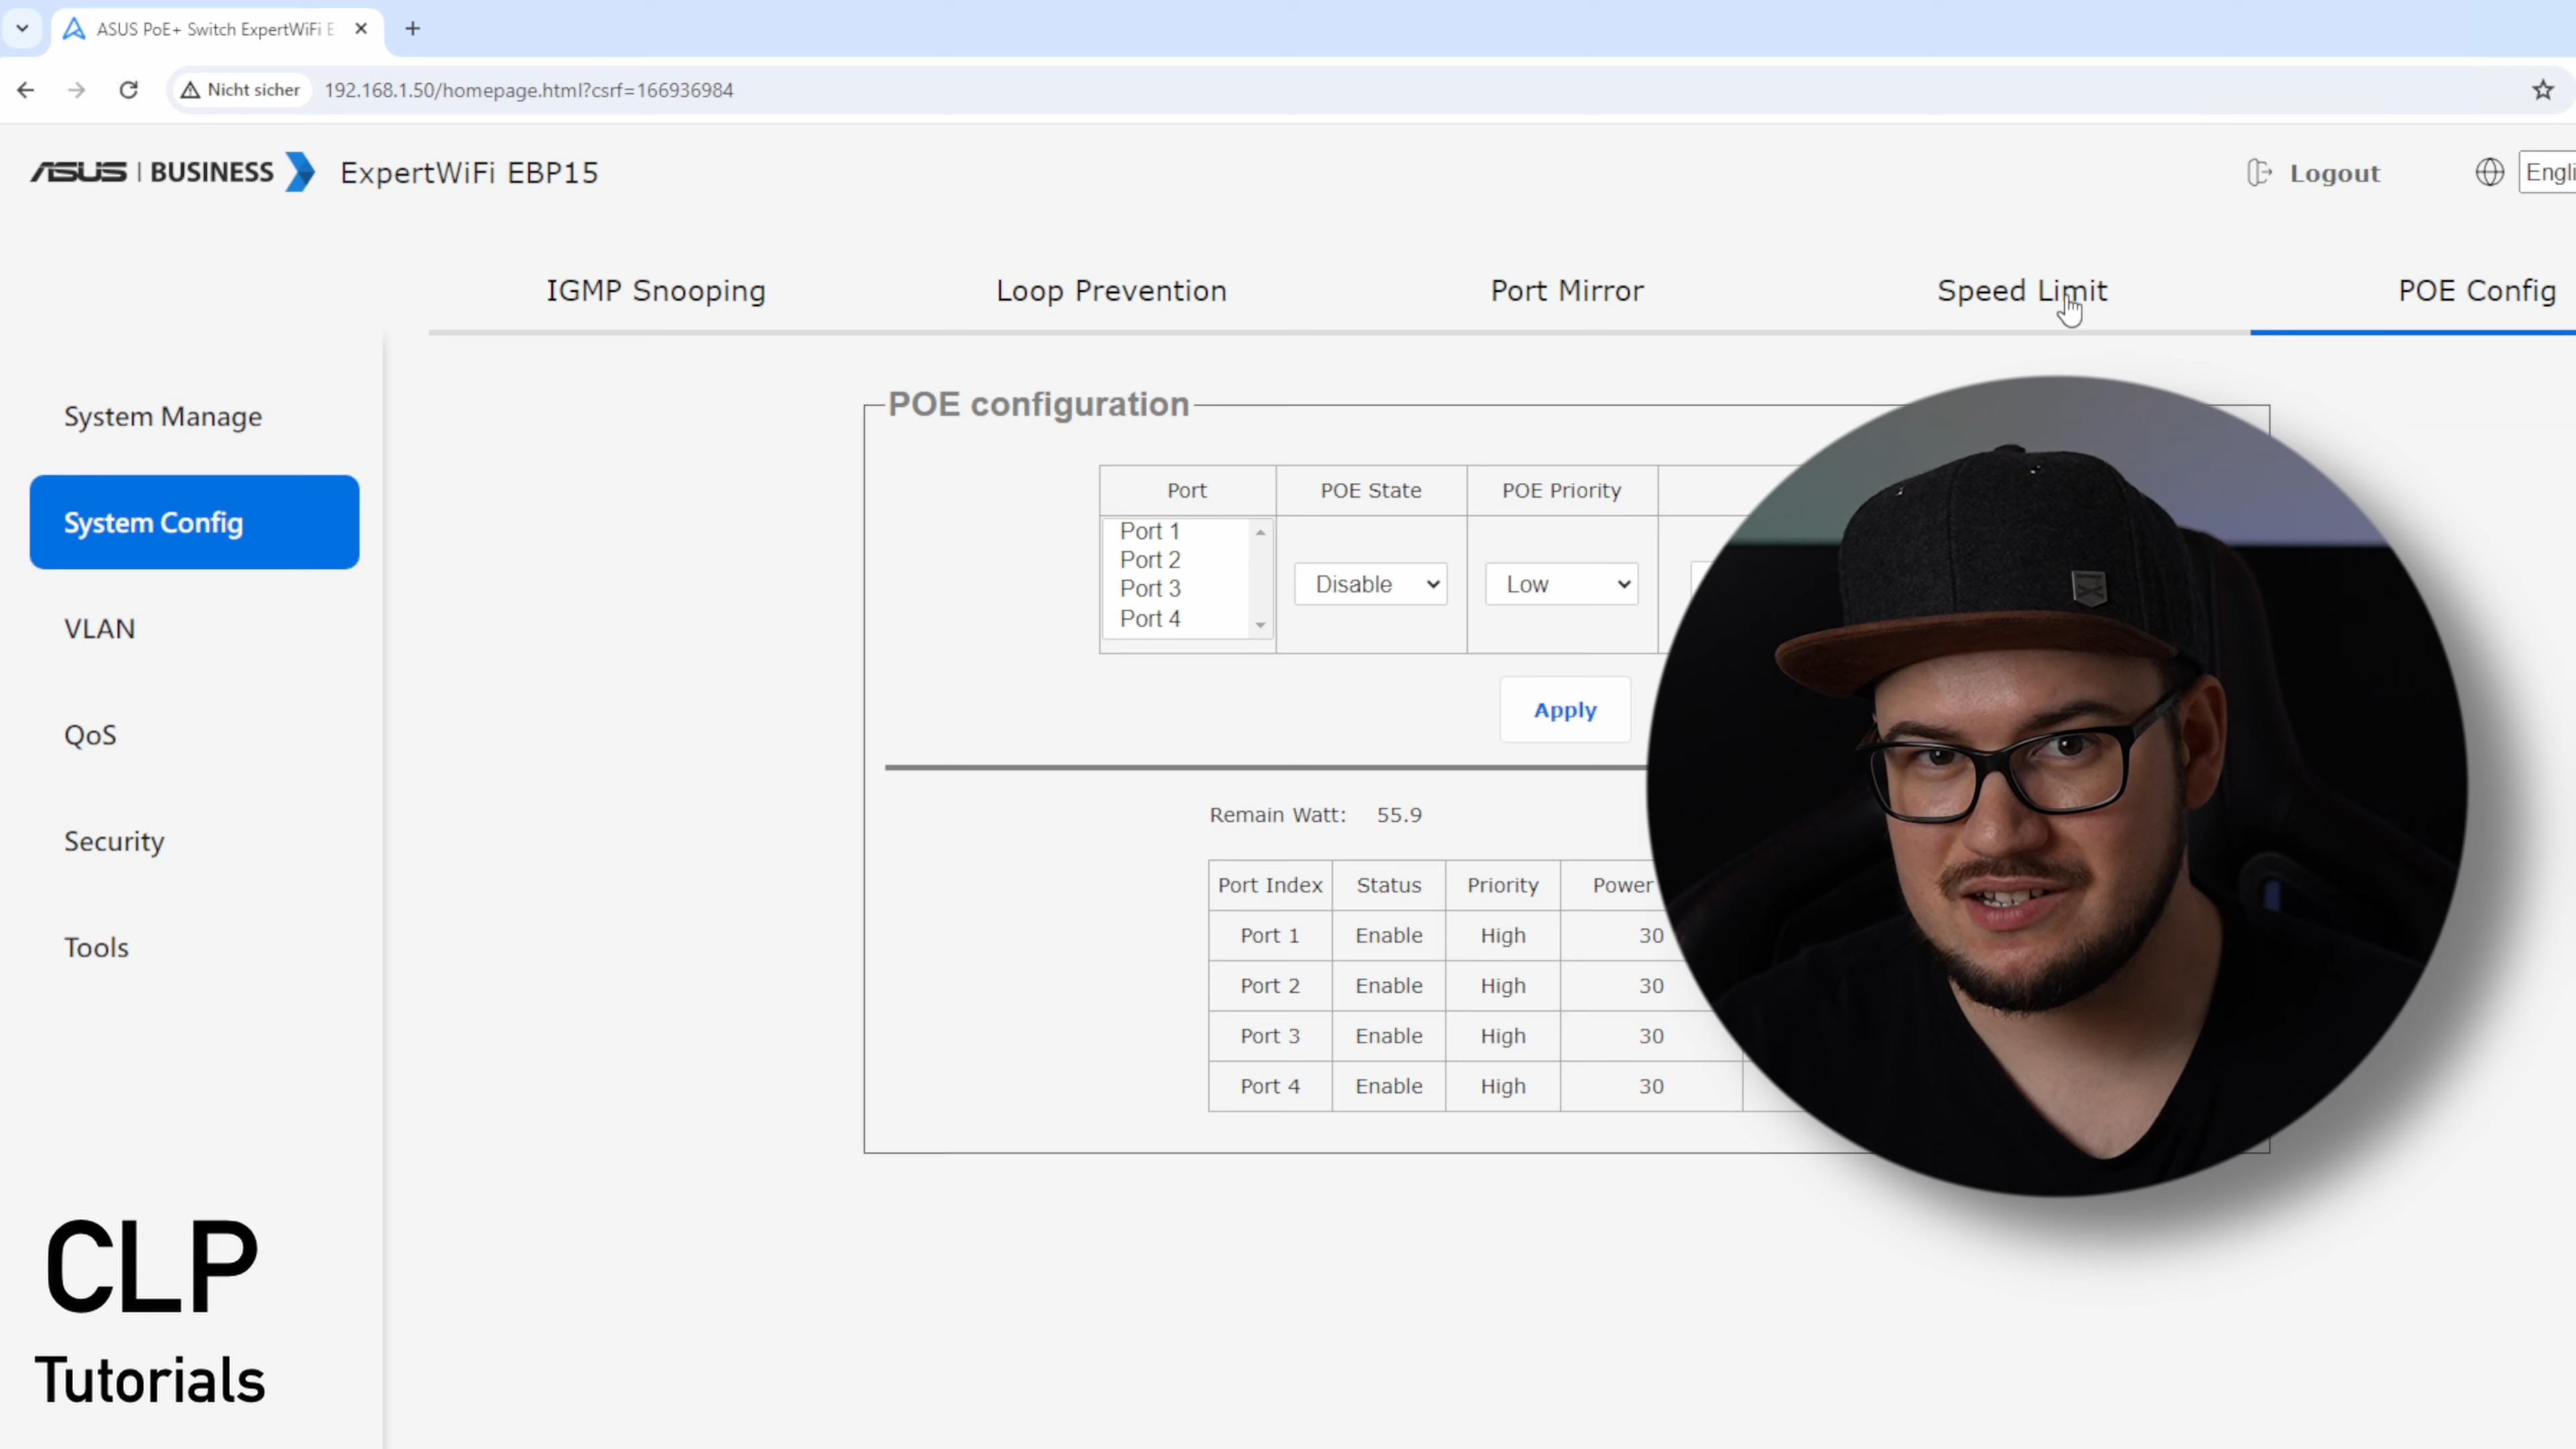 ASUS PoE+ Switch ExpertWiFi E
Nicht sicher 192.168.1.50/homepage.html?csrf=166936984
ASUS | BUSINESS ExpertWiFi EBP15 Logout Engli
IGMP Snooping Loop Prevention Port Mirror Speed Limit POE Config
System Manage
System Config
VLAN
QoS
Security
Tools
POE configuration
Port POE State POE Priority
Port 1
Port 2
Port 3
Port 4
Disable Low
Apply
Remain Watt: 55.9
Port Index Status Priority Power
Port 1 Enable High 30
Port 2 Enable High 30
Port 3 Enable High 30
Port 4 Enable High 30
CLP
Tutorials